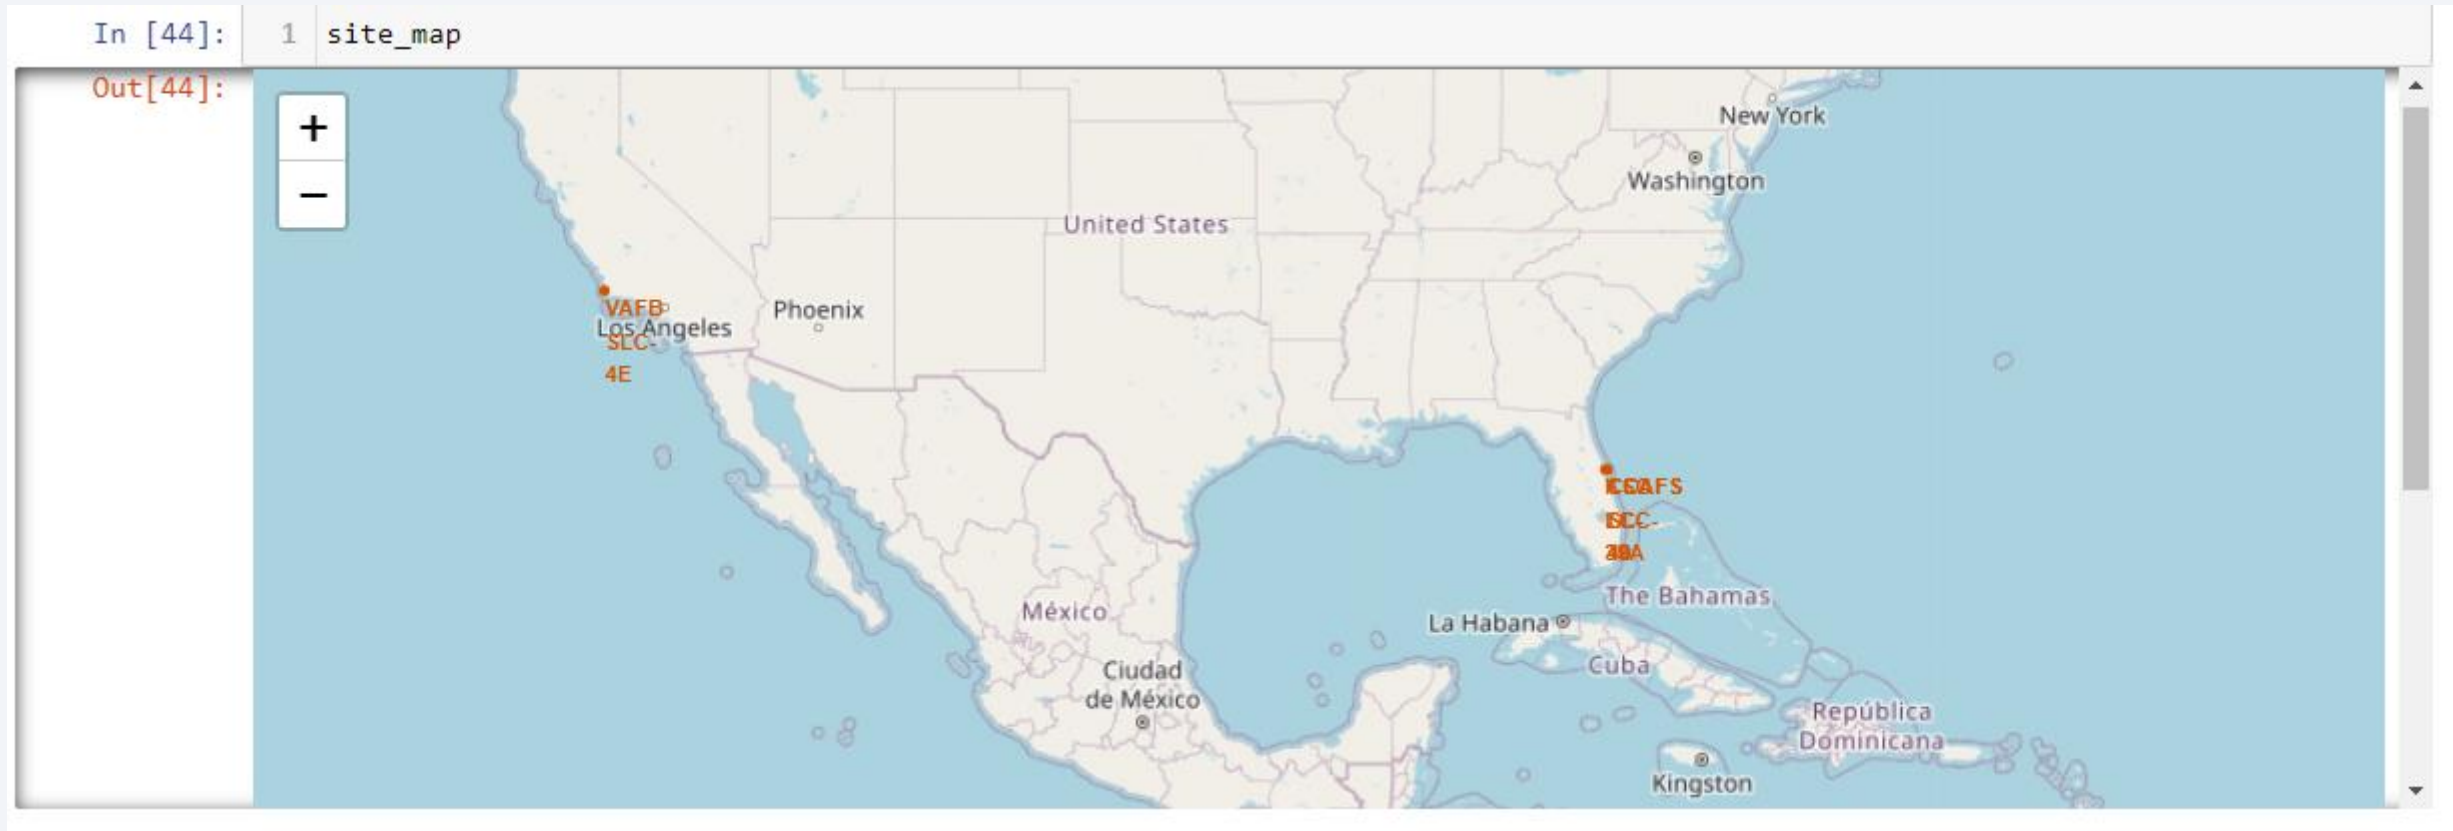 In [44]:
1
site_map
Out[44]:
+
−
New York
Washington
United States
VAFB
Los Angeles
SLC-
4E
Phoenix
México
Ciudad
de México
La Habana
The Bahamas
Cuba
República
Dominicana
Kingston